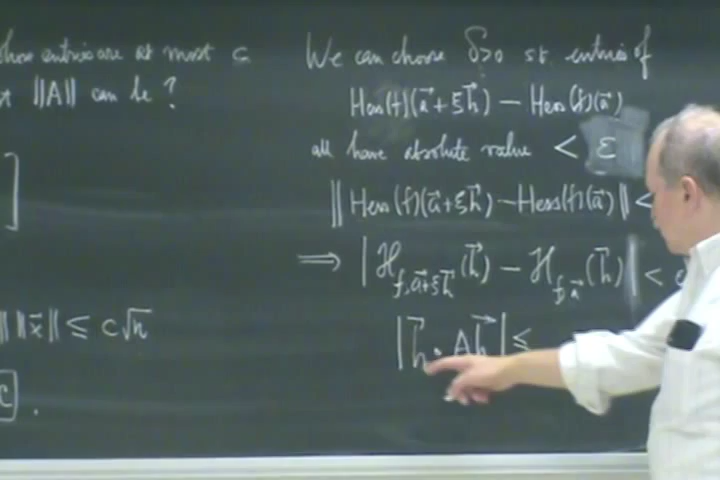 whose entries are at most c
‖A‖ can be?
]
‖ ‖x⃗‖ ≤ c√n
c .
We can choose δ>0 st. entries of
Hess(f)(a⃗+ξh⃗) − Hess(f)(a⃗)
all have absolute value < ε
‖Hess(f)(a⃗+ξh⃗) − Hess(f)(a⃗)‖ <
⟹ |ℋ_{f,a⃗+ξh⃗}(h⃗) − ℋ_{f,a⃗}(h⃗)| <
|h⃗ · Ah⃗| ≤